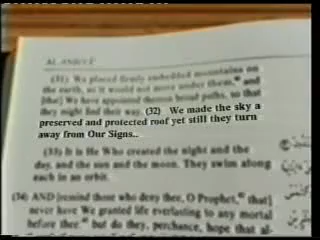 AL-ANBIYA'
(31) We placed firmly embedded mountains on
the earth, so it would not move under them, and
[that] We have appointed thereon broad paths, so that
they might find their way. (32) We made the sky a
preserved and protected roof yet still they turn
away from Our Signs..
(33) It is He Who created the night and the
day, and the sun and the moon. They swim along
each in an orbit.
(34) AND [remind those who deny thee, O Prophet, that]
never have We granted life everlasting to any mortal
before thee: but do they, perchance, hope that al-